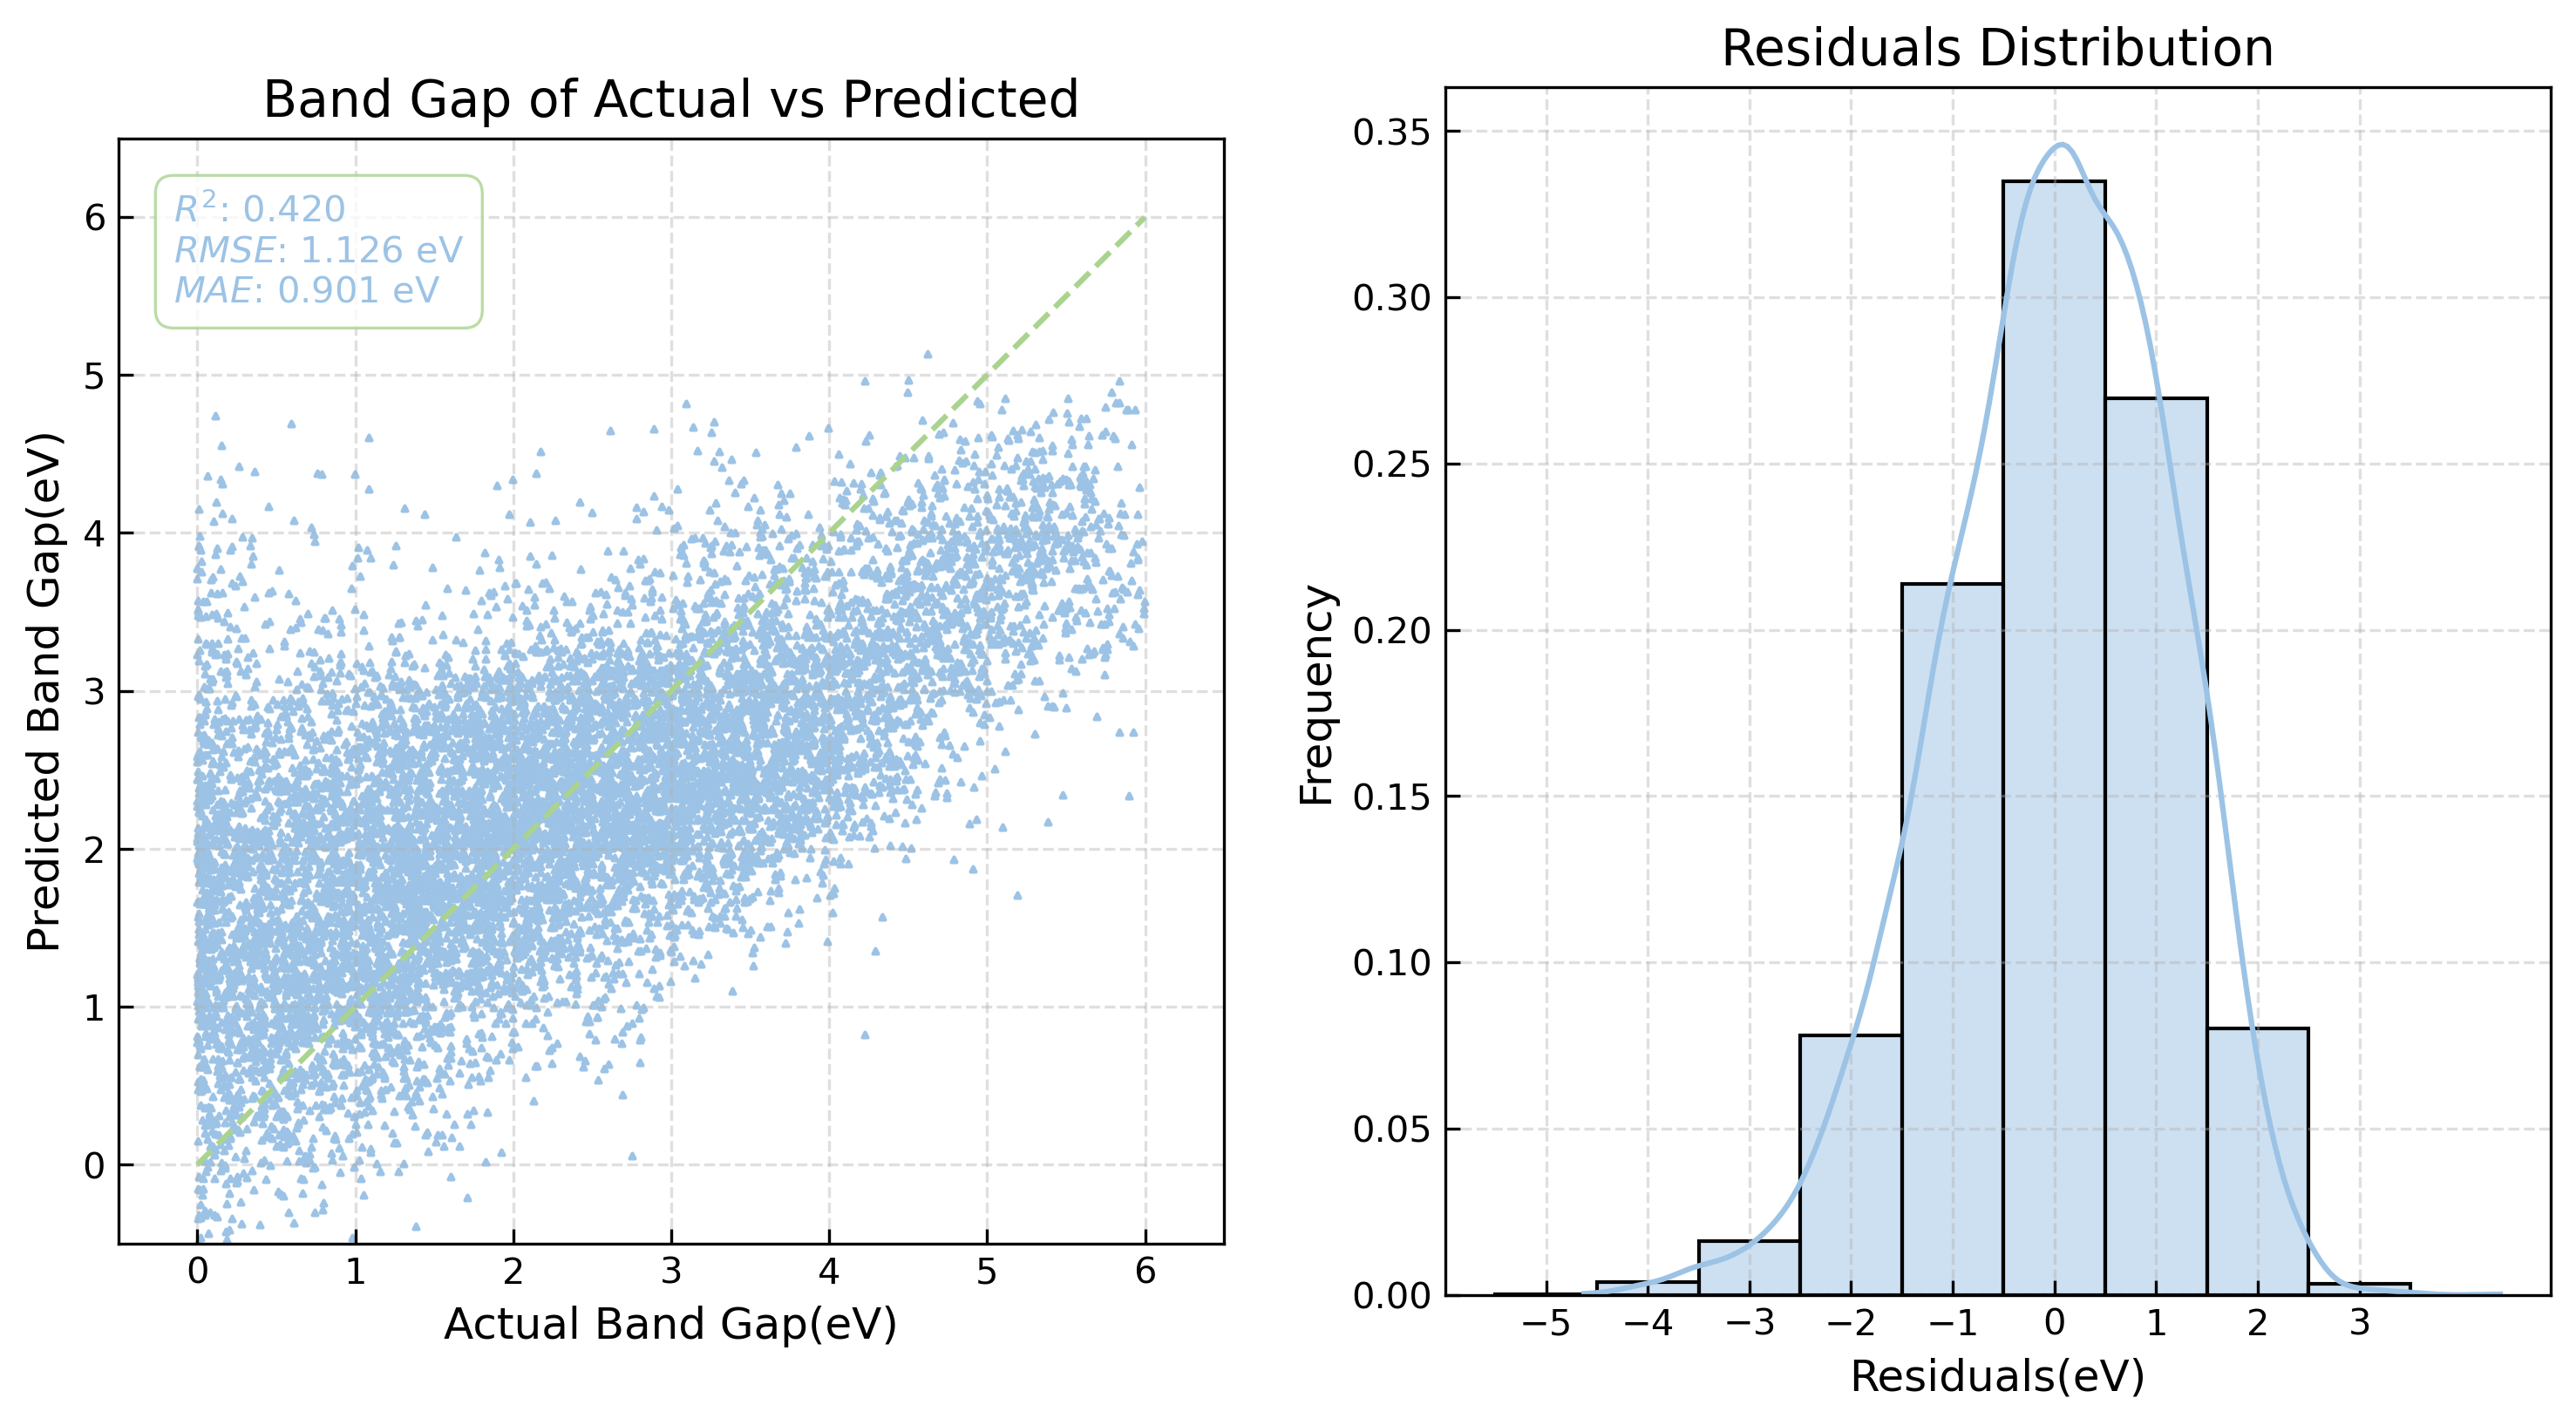 Band Gap of Actual vs Predicted
R²: 0.420
RMSE: 1.126 eV
MAE: 0.901 eV
Predicted Band Gap(eV)
6
5
4
3
2
1
0
0 1 2 3 4 5 6
Actual Band Gap(eV)
Residuals Distribution
Frequency
0.35
0.30
0.25
0.20
0.15
0.10
0.05
0.00
−5 −4 −3 −2 −1 0 1 2 3
Residuals(eV)